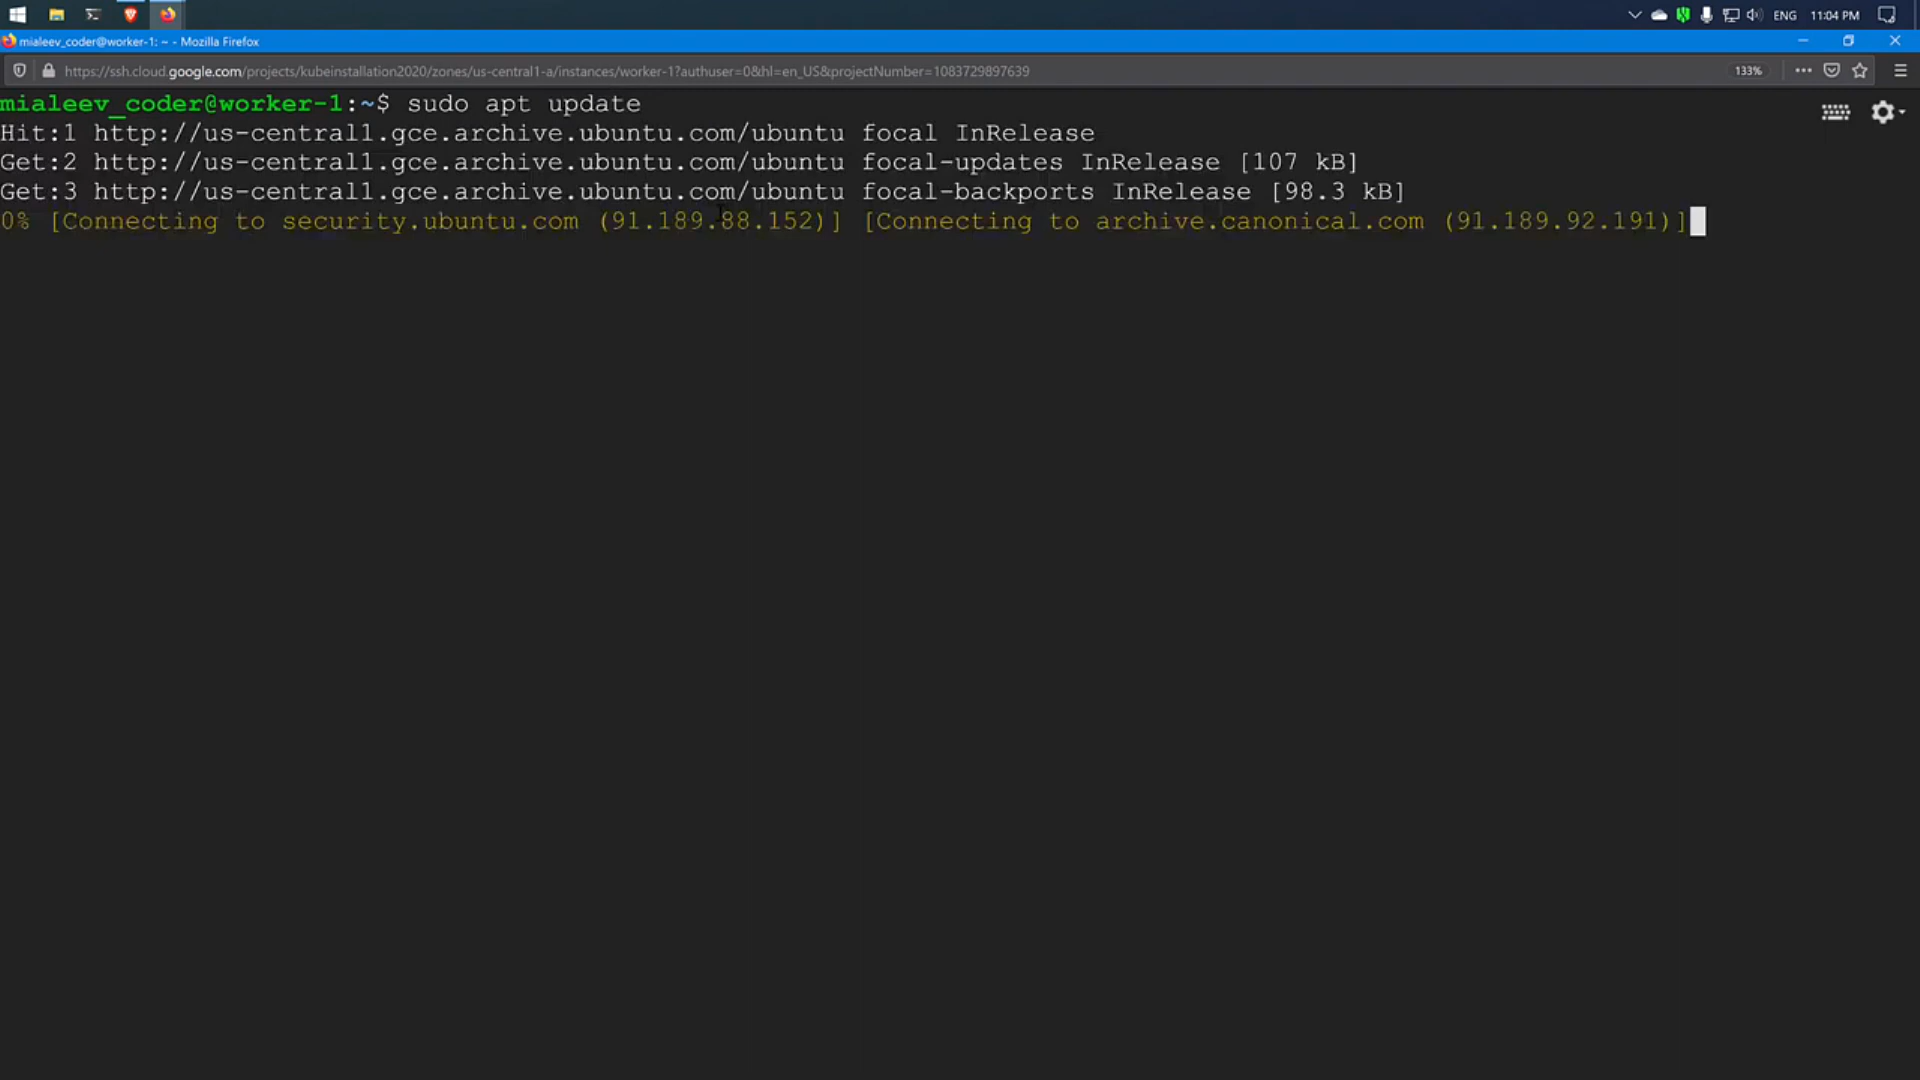 ENG 11:04 PM
mialeev_coder@worker-1: ~ - Mozilla Firefox
https://ssh.cloud.google.com/projects/kubeinstallation2020/zones/us-central1-a/instances/worker-1?authuser=0&hl=en_US&projectNumber=1083729897639 133%
mialeev_coder@worker-1:~$ sudo apt update
Hit:1 http://us-central1.gce.archive.ubuntu.com/ubuntu focal InRelease
Get:2 http://us-central1.gce.archive.ubuntu.com/ubuntu focal-updates InRelease [107 kB]
Get:3 http://us-central1.gce.archive.ubuntu.com/ubuntu focal-backports InRelease [98.3 kB]
0% [Connecting to security.ubuntu.com (91.189.88.152)] [Connecting to archive.canonical.com (91.189.92.191)]